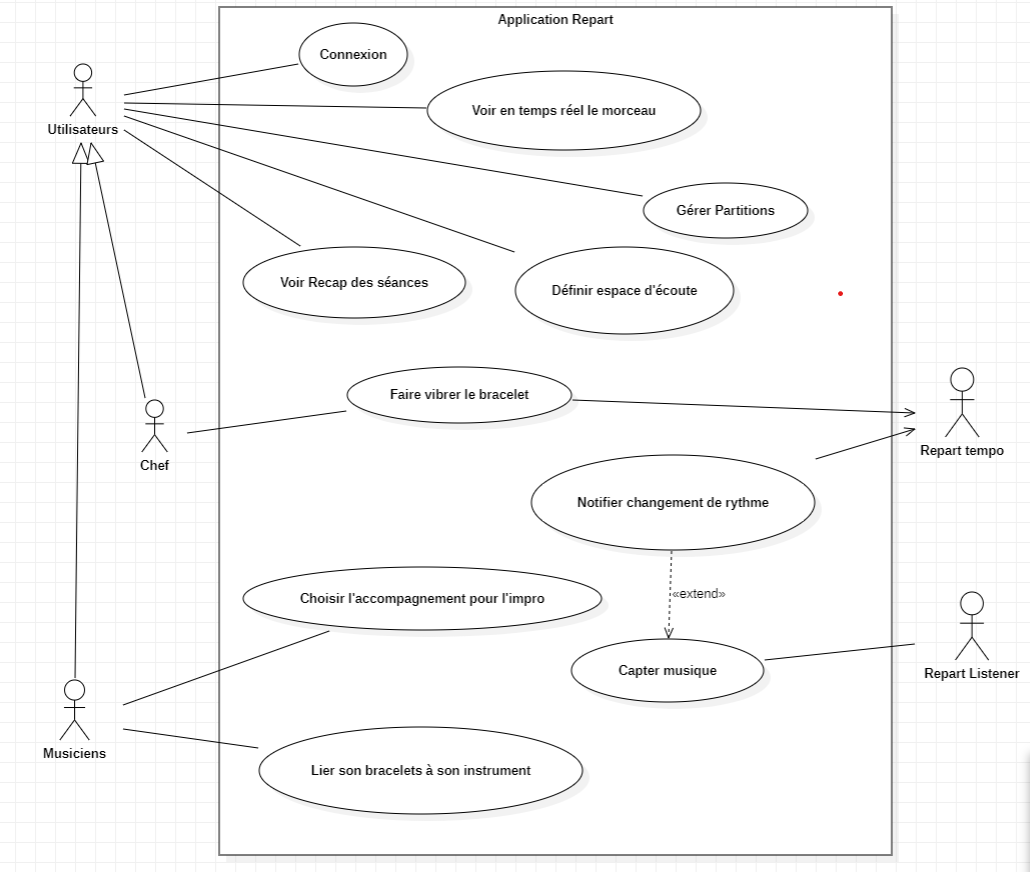 Application Repart
Connexion
Voir en temps réel le morceau
Utilisateurs
Gérer Partitions
Voir Recap des séances
Définir espace d'écoute
Faire vibrer le bracelet
Repart tempo
Chef
Notifier changement de rythme
«extend»
Choisir l'accompagnement pour l'impro
Capter musique
Repart Listener
Musiciens
Lier son bracelets à son instrument